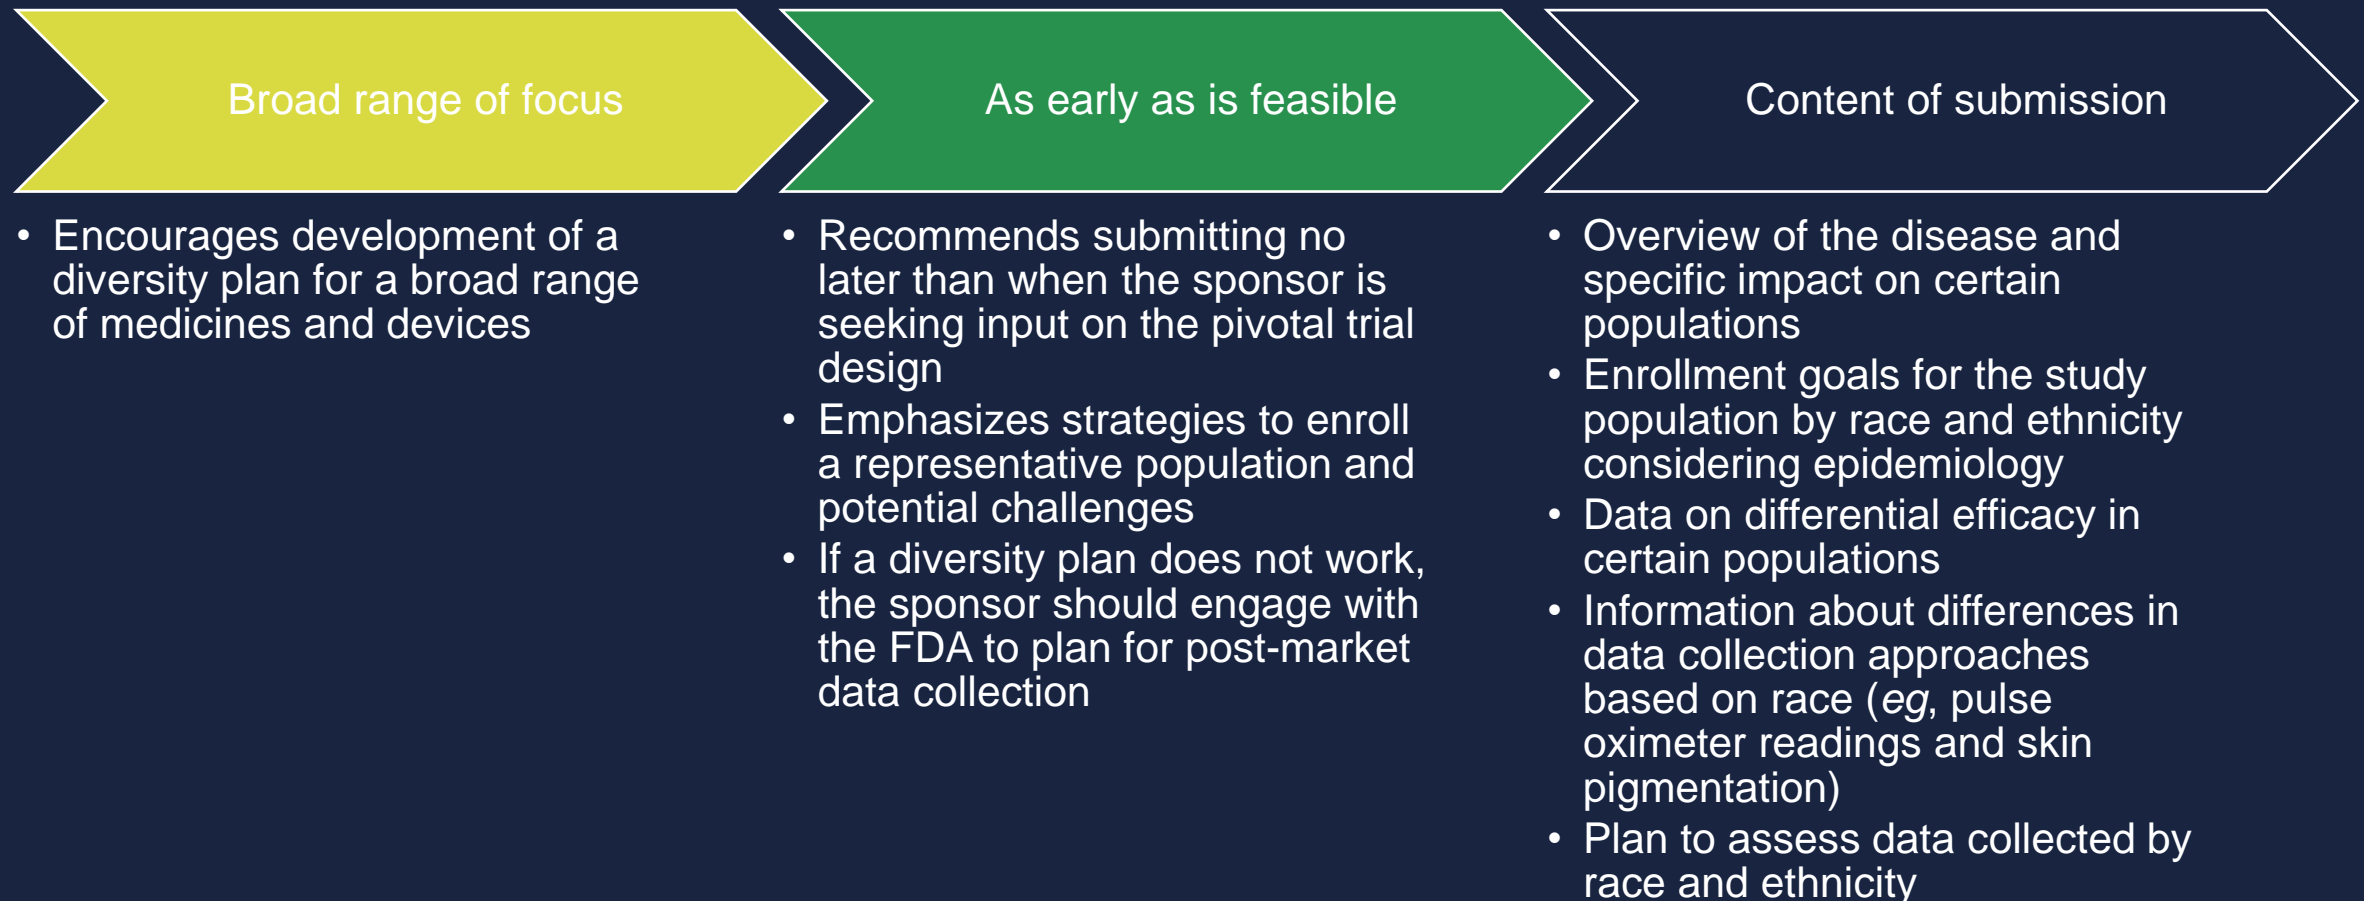 Broad range of focus
• Encourages development of a
diversity plan for a broad range
of medicines and devices
As early as is feasible
• Recommends submitting no
later than when the sponsor is
seeking input on the pivotal trial
design
• Emphasizes strategies to enroll
a representative population and
potential challenges
• If a diversity plan does not work,
the sponsor should engage with
the FDA to plan for post-market
data collection
Content of submission
• Overview of the disease and
specific impact on certain
populations
• Enrollment goals for the study
population by race and ethnicity
considering epidemiology
• Data on differential efficacy in
certain populations
• Information about differences in
data collection approaches
based on race (eg, pulse
oximeter readings and skin
pigmentation)
• Plan to assess data collected by
race and ethnicity